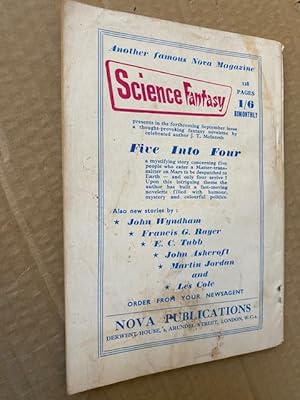 Another famous Nova Magazine
Science Fantasy
128
PAGES
1/6
BIMONTHLY
presents in the forthcoming September issue
a thought-provoking fantasy novelette by
celebrated author J. T. McIntosh
Five Into Four
a mystifying story concerning five
people who enter a Matter-trans-
mitter on Mars to be despatched to
Earth — and only four arrive !
Upon this intriguing theme the
author has built a fast-moving
novelette filled with humour,
mystery and colourful politics.
Also new stories by :
★ John Wyndham
★ Francis G. Rayer
★ E. C. Tubb
★ John Ashcroft
★ Martin Jordan
and
★ Les Cole
ORDER FROM YOUR NEWSAGENT
NOVA PUBLICATIONS
DERWENT HOUSE, 2, ARUNDEL STREET, LONDON, W.C.2